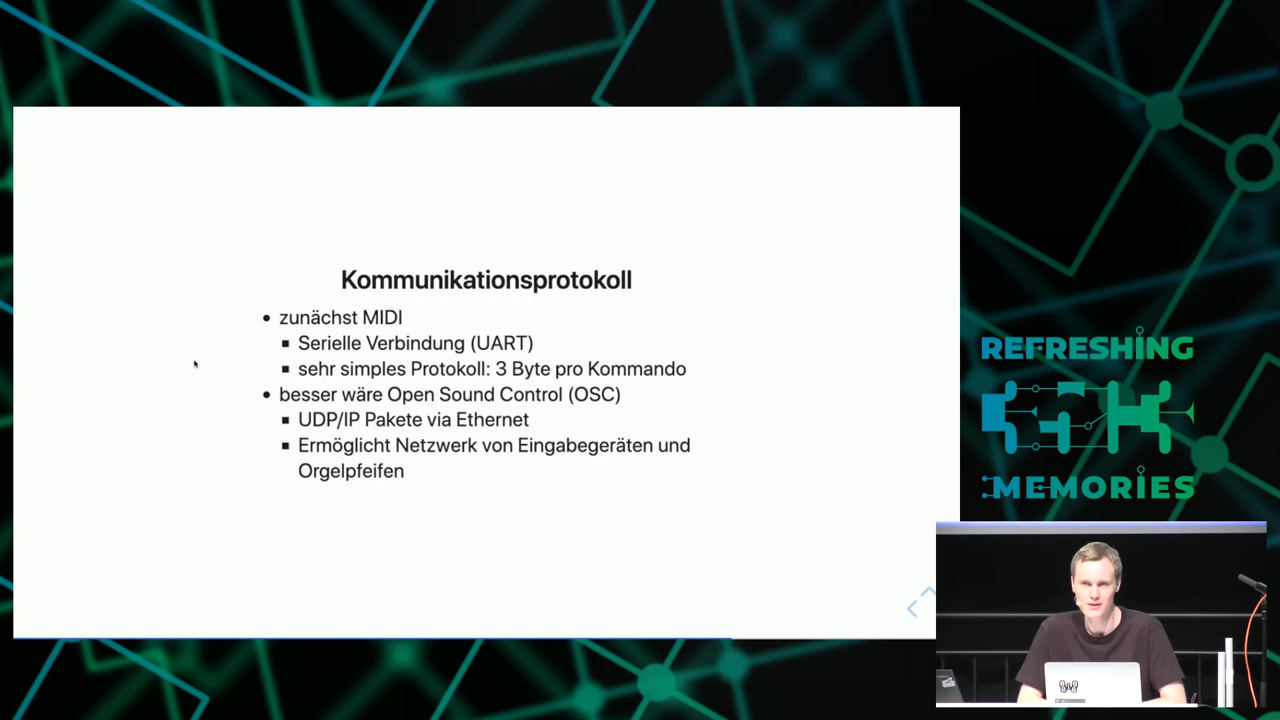 Kommunikationsprotokoll
• zunächst MIDI
▪ Serielle Verbindung (UART)
▪ sehr simples Protokoll: 3 Byte pro Kommando
• besser wäre Open Sound Control (OSC)
▪ UDP/IP Pakete via Ethernet
▪ Ermöglicht Netzwerk von Eingabegeräten und
Orgelpfeifen
REFRESHING
MEMORIES